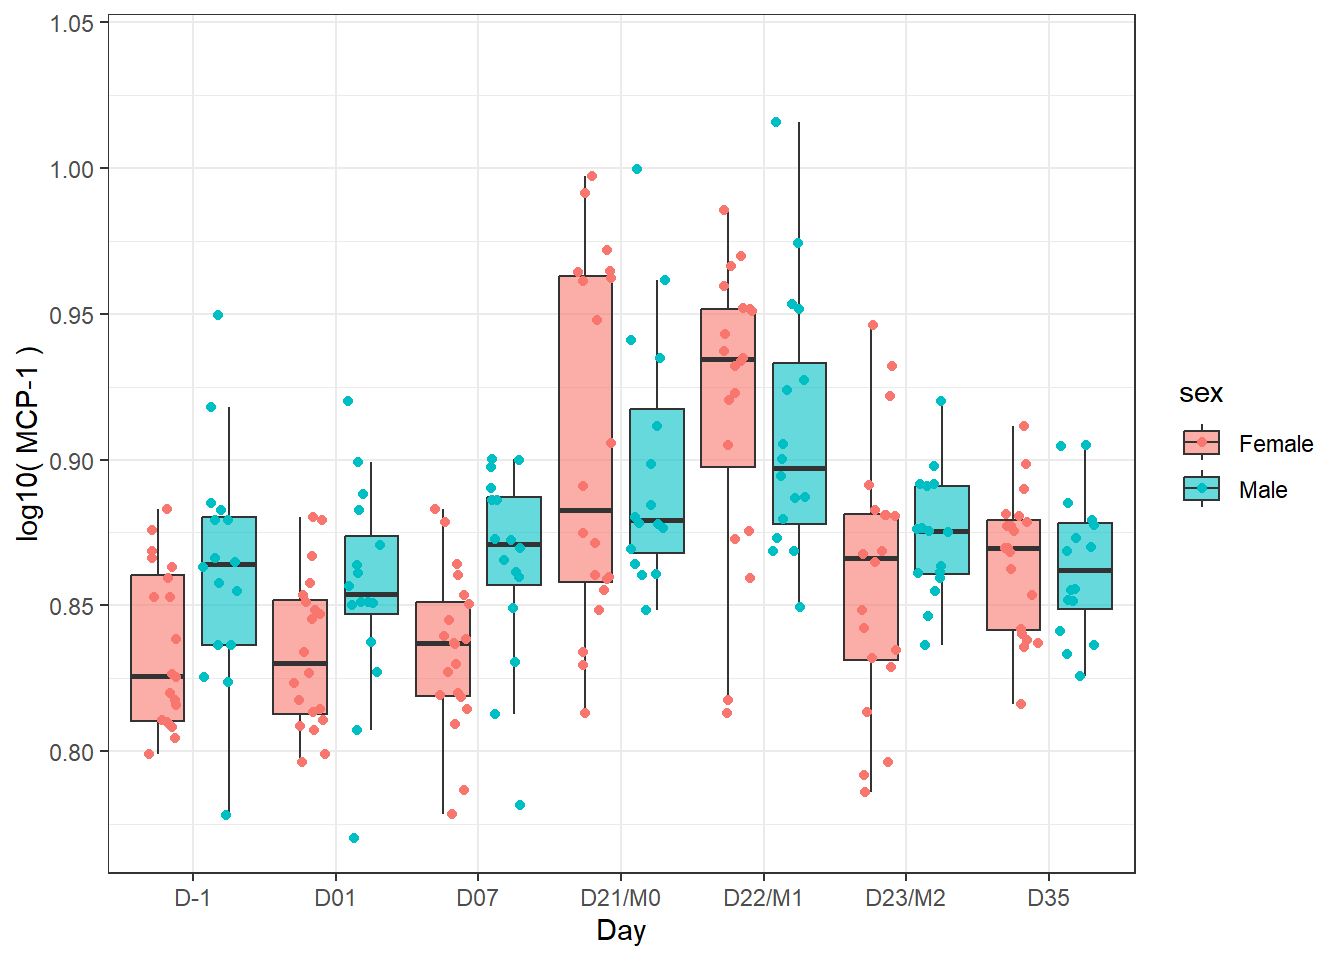 1.05
1.00
0.95
0.90
0.85
0.80
log10( MCP-1 )
D-1
D01
D07
D21/M0
D22/M1
D23/M2
D35
Day
sex
Female
Male